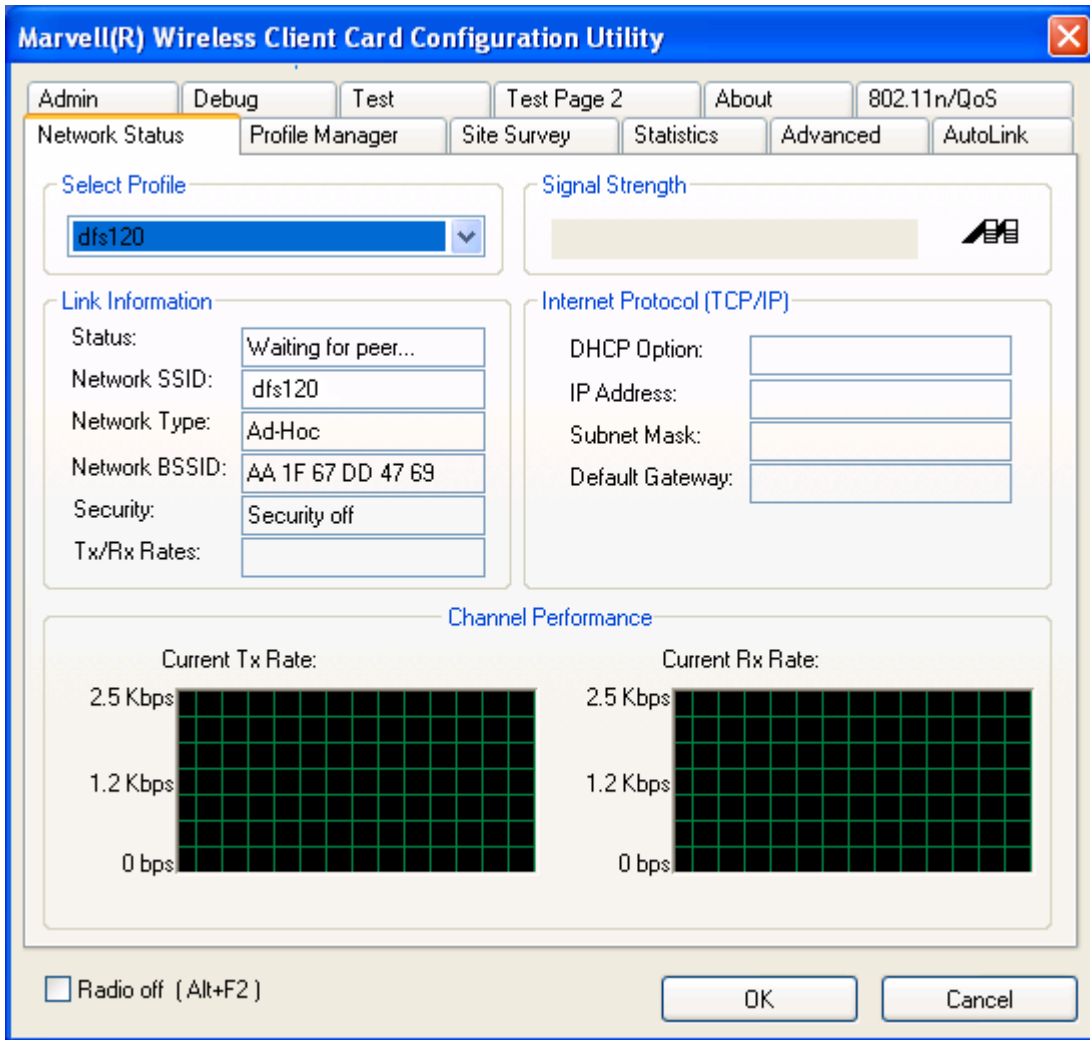 Marvell(R) Wireless Client Card Configuration Utility
Admin Debug Test Test Page 2 About 802.11n/QoS
Network Status Profile Manager Site Survey Statistics Advanced AutoLink
Select Profile
dfs120
Signal Strength
Link Information
Status: Waiting for peer...
Network SSID: dfs120
Network Type: Ad-Hoc
Network BSSID: AA 1F 67 DD 47 69
Security: Security off
Tx/Rx Rates:
Internet Protocol (TCP/IP)
DHCP Option:
IP Address:
Subnet Mask:
Default Gateway:
Channel Performance
Current Tx Rate:
2.5 Kbps
1.2 Kbps
0 bps
Current Rx Rate:
2.5 Kbps
1.2 Kbps
0 bps
Radio off ( Alt+F2 )
OK Cancel